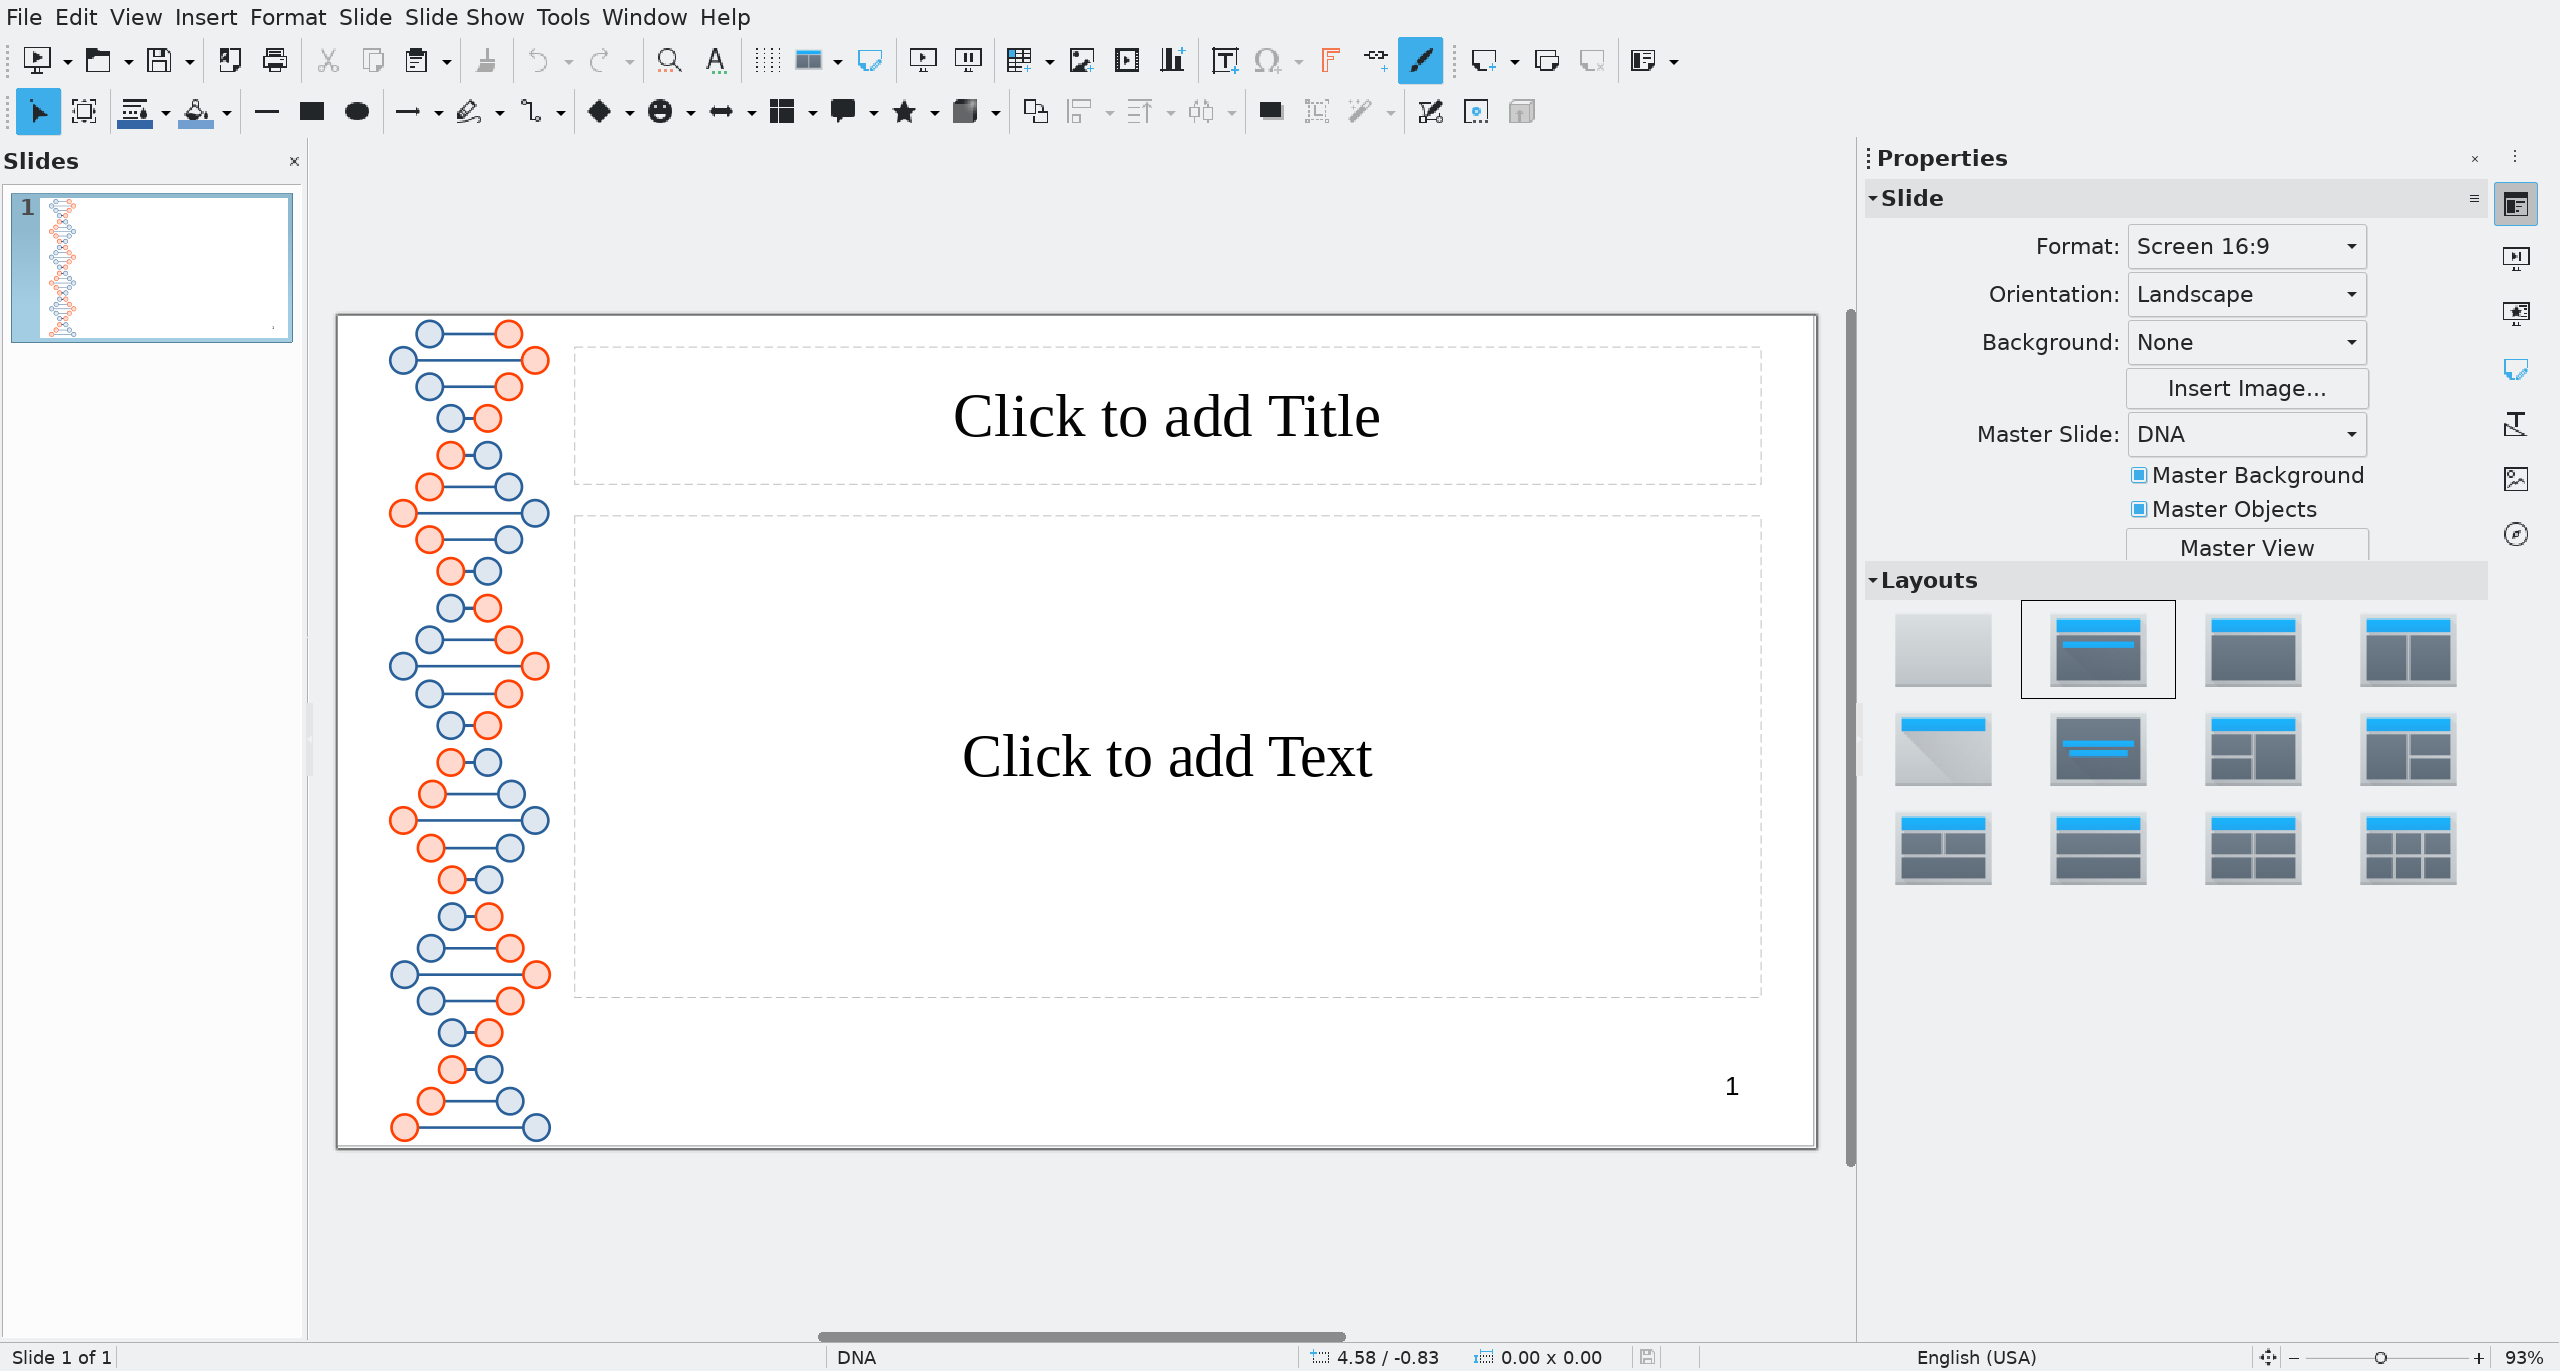 File Edit View Insert Format Slide Slide Show Tools Window Help
Slides
1
Click to add Title
Click to add Text
1
Properties
Slide
Format: Screen 16:9
Orientation: Landscape
Background: None
Insert Image...
Master Slide: DNA
Master Background
Master Objects
Master View
Layouts
Slide 1 of 1 DNA 4.58 / -0.83 0.00 x 0.00 English (USA) 93%